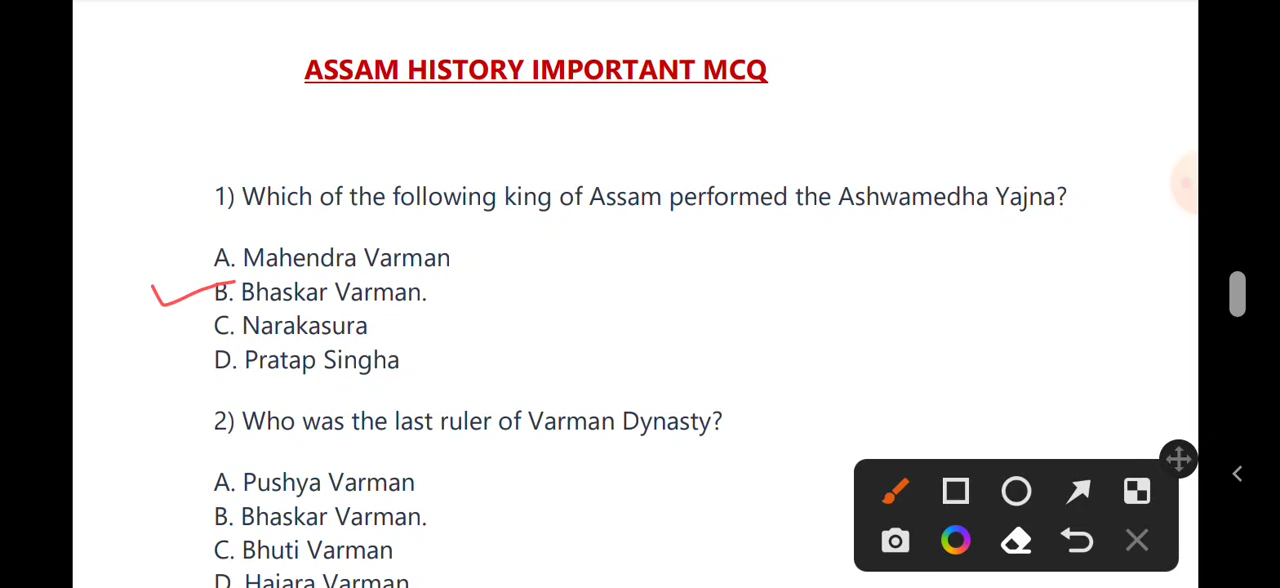 ASSAM HISTORY IMPORTANT MCQ
1) Which of the following king of Assam performed the Ashwamedha Yajna?
A. Mahendra Varman
B. Bhaskar Varman.
C. Narakasura
D. Pratap Singha
2) Who was the last ruler of Varman Dynasty?
A. Pushya Varman
B. Bhaskar Varman.
C. Bhuti Varman
D. Hajara Varman